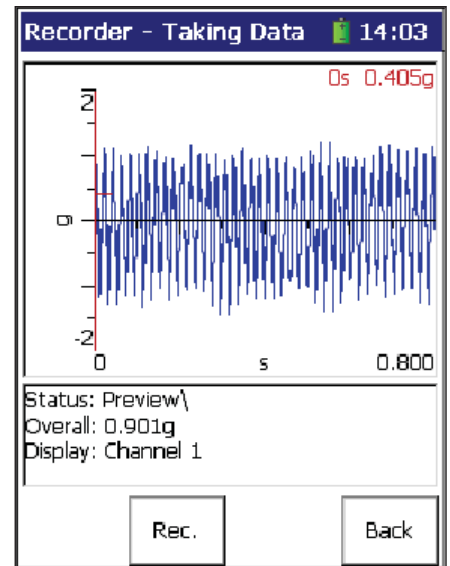 Recorder - Taking Data 14:03
0s 0.405g
2
g
-2
0 s 0.800
Status: Preview\
Overall: 0.901g
Display: Channel 1
Rec. Back